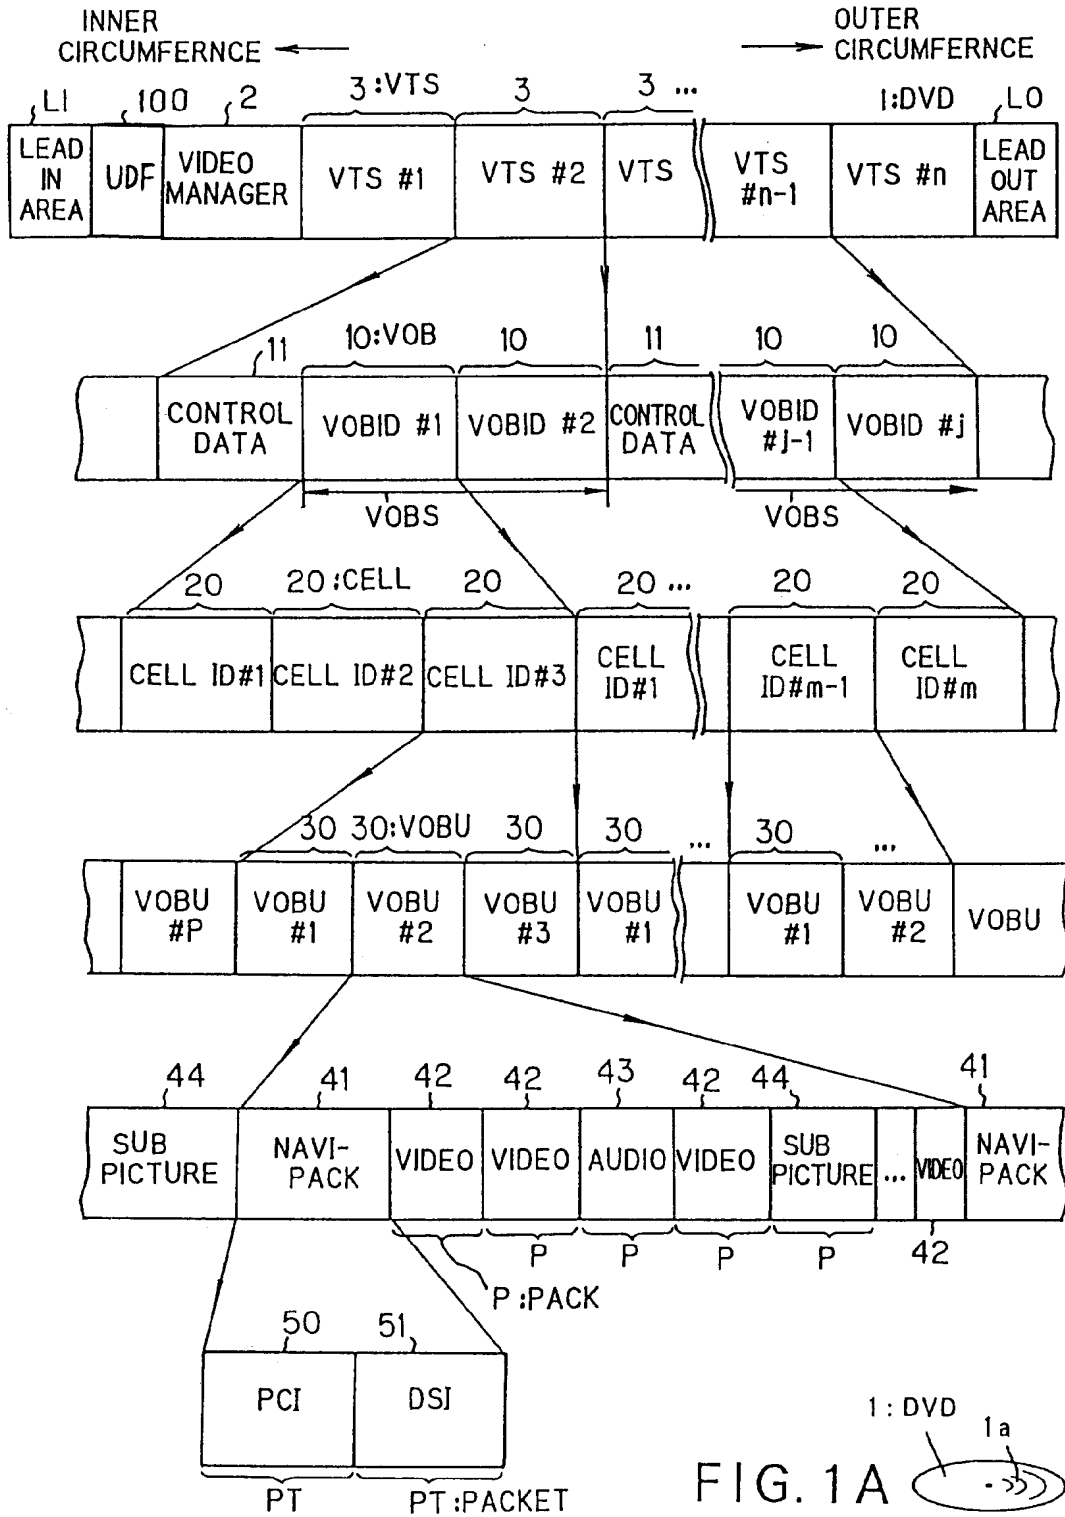 INNER
CIRCUMFERNCE
OUTER
CIRCUMFERNCE
LI 100 2 3:VTS 3 3 ... 1:DVD LO
LEAD IN AREA
UDF
VIDEO MANAGER
VTS #1
VTS #2
VTS
VTS #n-1
VTS #n
LEAD OUT AREA
11 10:VOB 10 11 10 10
CONTROL DATA
VOBID #1
VOBID #2
CONTROL DATA
VOBID #j-1
VOBID #j
VOBS VOBS
20 20:CELL 20 20 ... 20 20
CELL ID#1
CELL ID#2
CELL ID#3
CELL ID#1
CELL ID#m-1
CELL ID#m
30 30:VOBU 30 30 ... 30 ...
VOBU #P
VOBU #1
VOBU #2
VOBU #3
VOBU #1
VOBU #1
VOBU #2
VOBU
44 41 42 42 43 42 44 41
SUB PICTURE
NAVI-PACK
VIDEO
VIDEO
AUDIO
VIDEO
SUB PICTURE
...
VIDEO
NAVI-PACK
P P P P 42
P:PACK
50 51
PCI DSI
PT PT:PACKET
1:DVD 1a
FIG. 1A